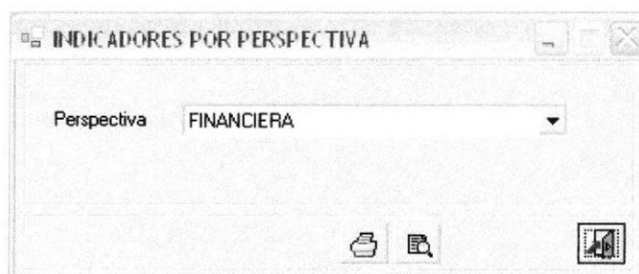 INDICADORES POR PERSPECTIVA
Perspectiva FINANCIERA